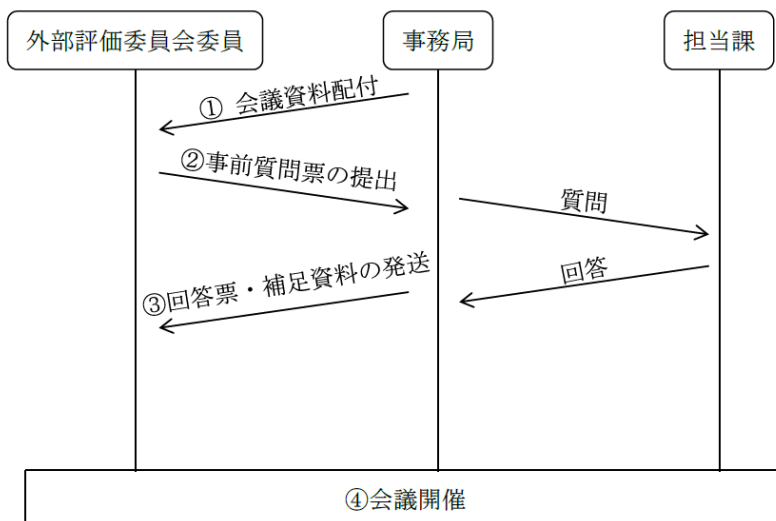 外部評価委員会委員
事務局
担当課
① 会議資料配付
②事前質問票の提出
質問
回答
③回答票・補足資料の発送
④会議開催